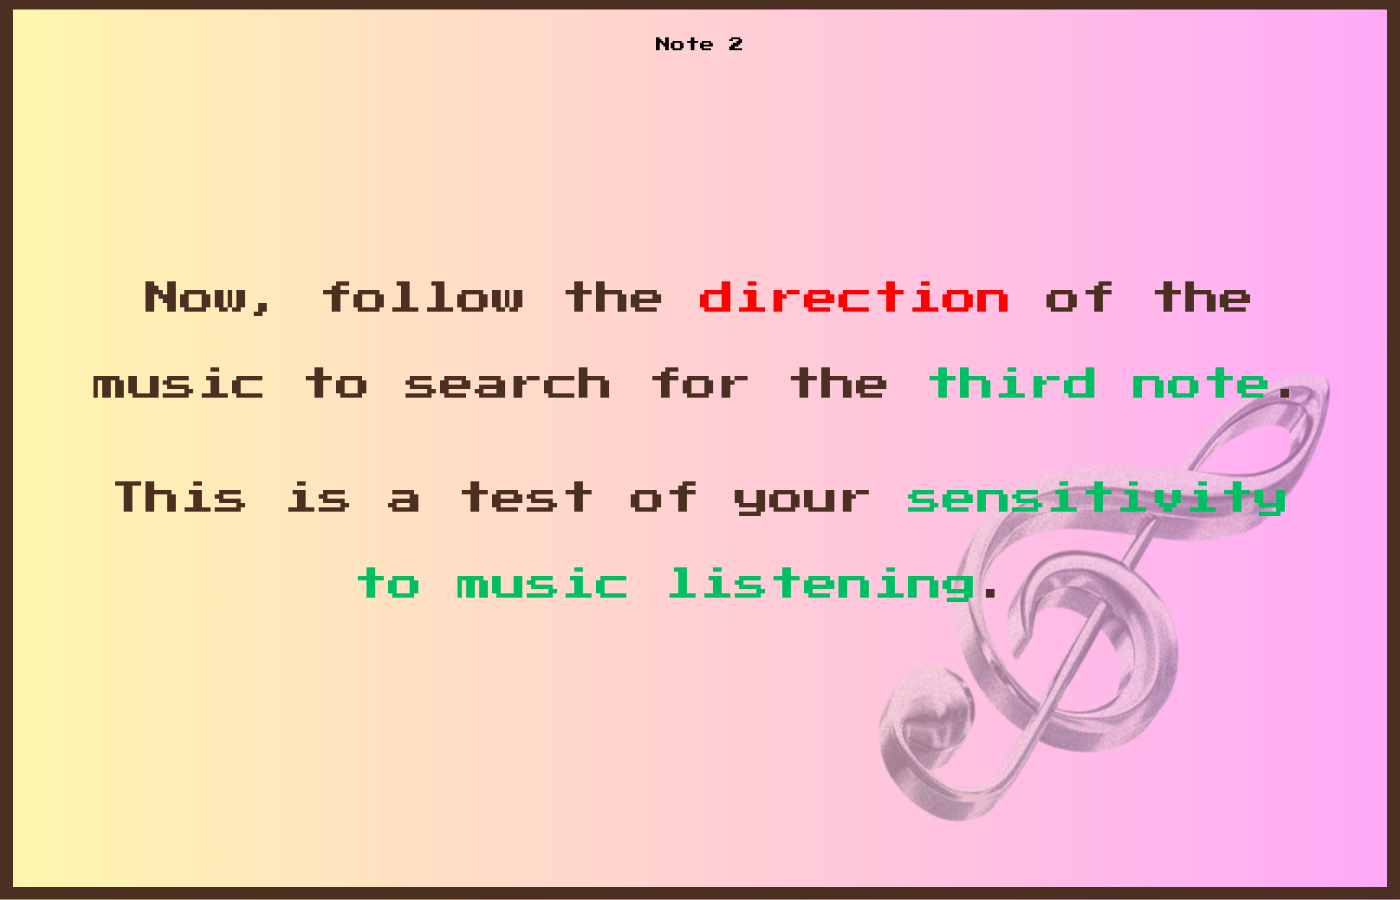 Note 2
Now, follow the direction of the
music to search for the third note.
This is a test of your sensitivity
to music listening.